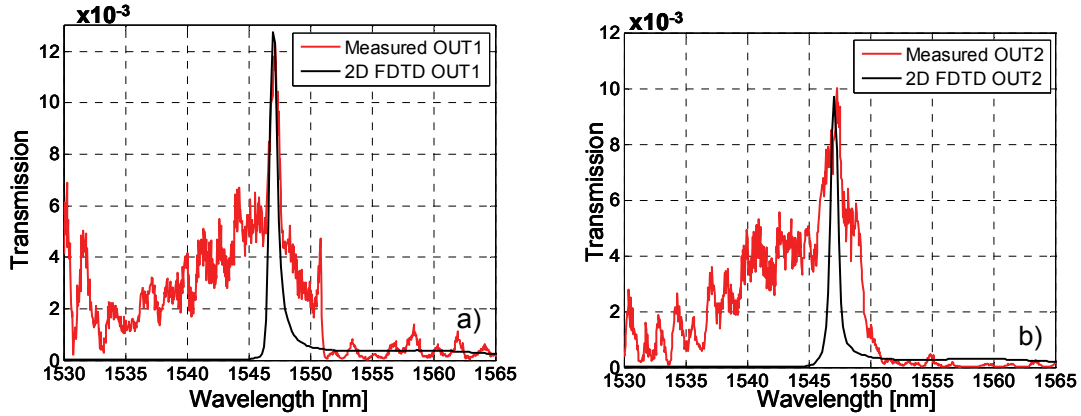 x10⁻³
12
10
8
6
4
2
0
Transmission
Measured OUT1
2D FDTD OUT1
a)
1530 1535 1540 1545 1550 1555 1560 1565
Wavelength [nm]
x10⁻³
12
10
8
6
4
2
0
Transmission
Measured OUT2
2D FDTD OUT2
b)
1530 1535 1540 1545 1550 1555 1560 1565
Wavelength [nm]